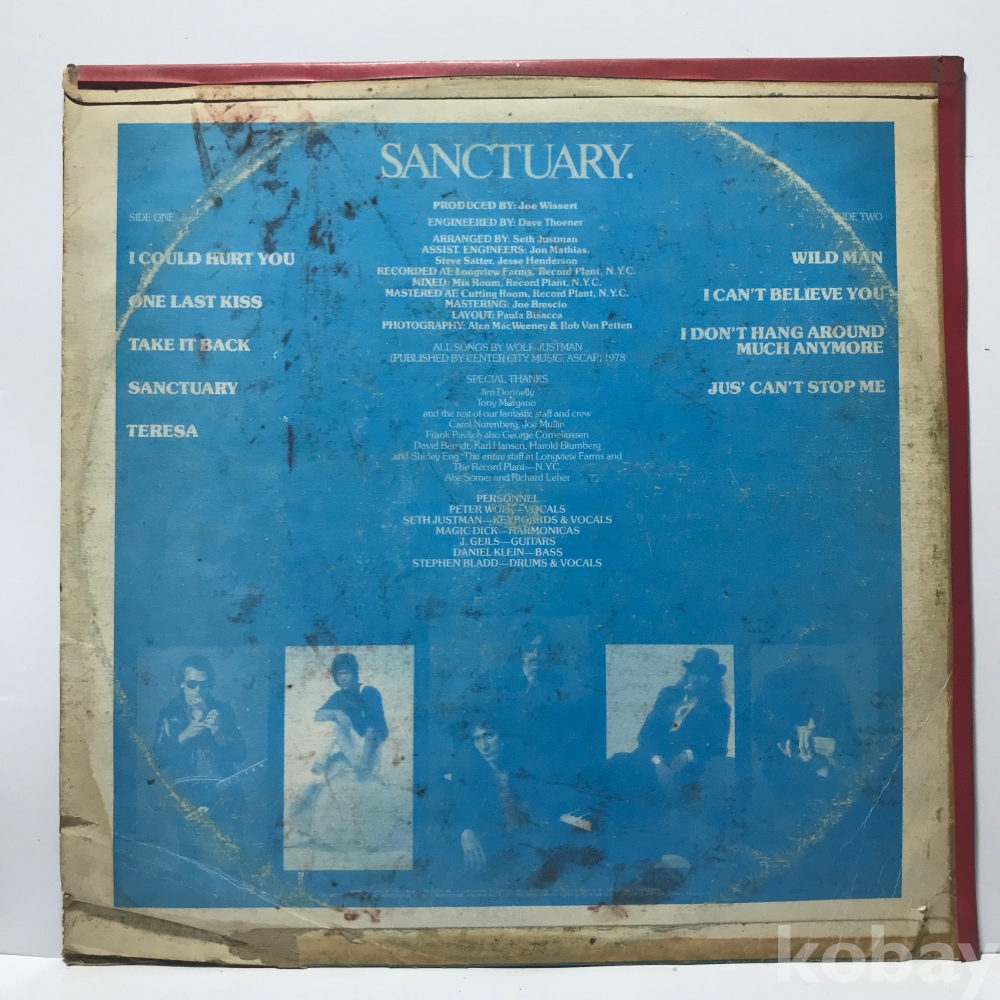 SANCTUARY.
PRODUCED BY: Joe Wissert
ENGINEERED BY: Dave Thoener
ARRANGED BY: Seth Justman
ASSIST. ENGINEERS: Jon Mathias,
Steve Satter, Jesse Henderson
RECORDED AT: Longview Farms, Record Plant, N.Y.C.
MIXED: Mix Room, Record Plant, N.Y.C.
MASTERED AT: Cutting Room, Record Plant, N.Y.C.
MASTERING: Joe Brescio
LAYOUT: Paula Bisacca
PHOTOGRAPHY: Alen MacWeeney & Rob Van Petten
ALL SONGS BY WOLF-JUSTMAN
(PUBLISHED BY CENTER CITY MUSIC, ASCAP) 1978
SPECIAL THANKS
Jim Donnelly
Tony Morgano
and the rest of our fantastic staff and crew
Carol Nurenberg, Joe Mullin
Frank Pavlich also George Corneliussen
David Berndt, Karl Hansen, Harold Blumberg
and Shirley Eng. The entire staff at Longview Farms and
The Record Plant—N.Y.C.
Abe Somer and Richard Leher
PERSONNEL
PETER WOLF—VOCALS
SETH JUSTMAN—KEYBOARDS & VOCALS
MAGIC DICK—HARMONICAS
J. GEILS—GUITARS
DANIEL KLEIN—BASS
STEPHEN BLADD—DRUMS & VOCALS
SIDE ONE
I COULD HURT YOU
ONE LAST KISS
TAKE IT BACK
SANCTUARY
TERESA
SIDE TWO
WILD MAN
I CAN'T BELIEVE YOU
I DON'T HANG AROUND
MUCH ANYMORE
JUS' CAN'T STOP ME
kobay